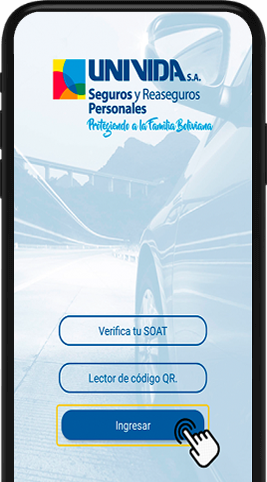 UNIVIDA S.A.
Seguros y Reaseguros
Personales
Protegiendo a la Familia Boliviana
Verifica tu SOAT
Lector de código QR.
Ingresar